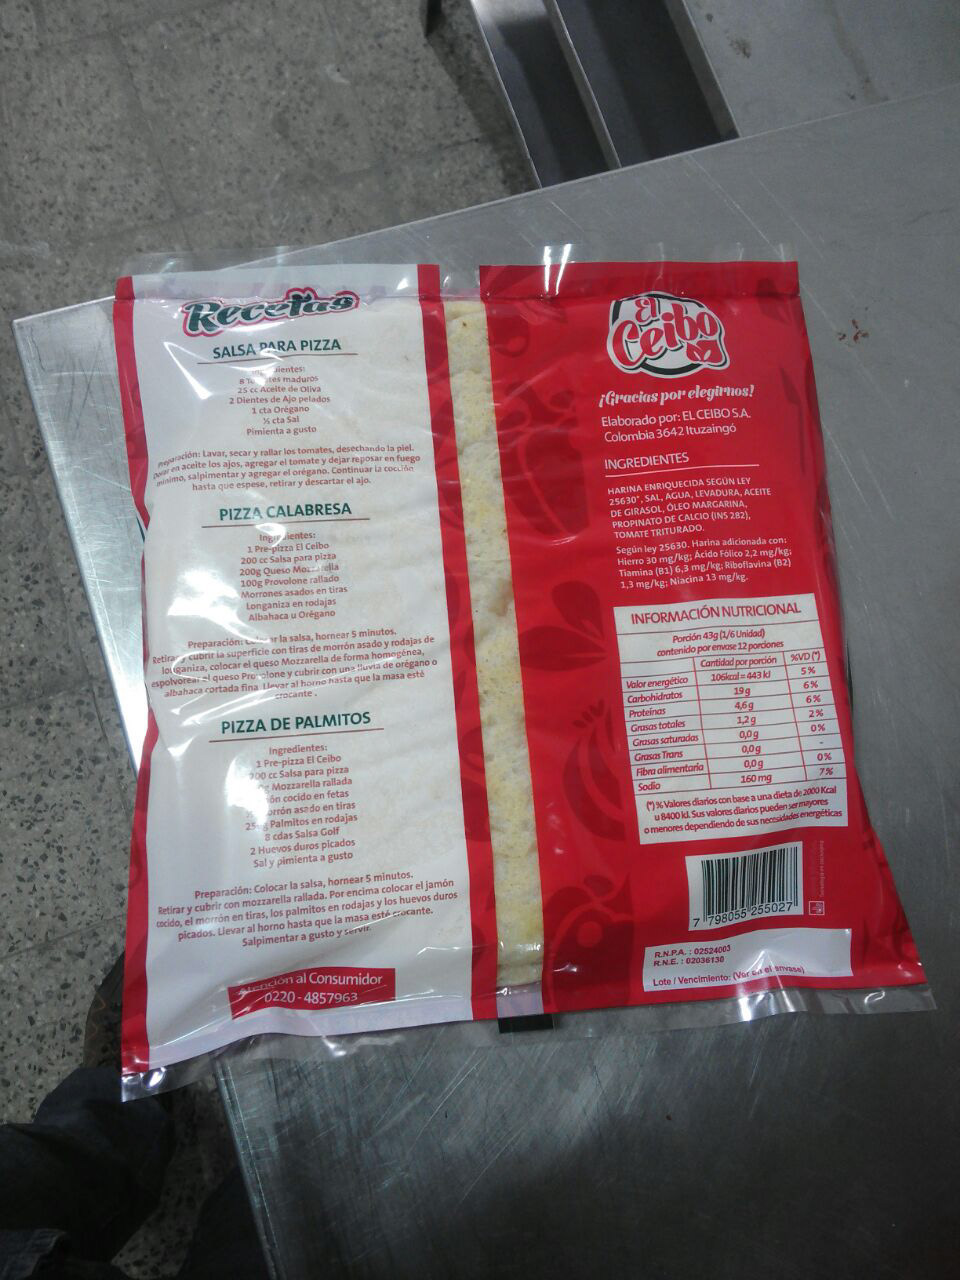 Recetas
SALSA PARA PIZZA
Ingredientes:
8 Tomates maduros
25 cc Aceite de Oliva
2 Dientes de Ajo pelados
1 cta Orégano
½ cta Sal
Pimienta a gusto
Preparación: Lavar, secar y rallar los tomates, desechando la piel.
Dorar en aceite los ajos, agregar el tomate y dejar reposar en fuego
mínimo, salpimentar y agregar el orégano. Continuar la cocción
hasta que espese, retirar y descartar el ajo.
PIZZA CALABRESA
Ingredientes:
1 Pre-pizza El Ceibo
200 cc Salsa para pizza
200g Queso Mozzarella
100g Provolone rallado
Morrones asados en tiras
Longaniza en rodajas
Albahaca u Orégano
Preparación: Colocar la salsa, hornear 5 minutos.
Retirar y cubrir la superficie con tiras de morrón asado y rodajas de
longaniza, colocar el queso Mozzarella de forma homogénea,
espolvorear el queso Provolone y cubrir con una lluvia de orégano o
albahaca cortada fina. Llevar al horno hasta que la masa esté
crocante.
PIZZA DE PALMITOS
Ingredientes:
1 Pre-pizza El Ceibo
200 cc Salsa para pizza
Mozzarella rallada
cocido en fetas
Morrón asado en tiras
Palmitos en rodajas
8 cdas Salsa Golf
2 Huevos duros picados
Sal y pimienta a gusto
Preparación: Colocar la salsa, hornear 5 minutos.
Retirar y cubrir con mozzarella rallada. Por encima colocar el jamón
cocido, el morrón en tiras, los palmitos en rodajas y los huevos duros
picados. Llevar al horno hasta que la masa esté crocante.
Salpimentar a gusto y servir.
Atención al Consumidor
0220 - 4857963
El
Ceibo
¡Gracias por elegirnos!
Elaborado por: EL CEIBO S.A.
Colombia 3642 Ituzaingó
INGREDIENTES
HARINA ENRIQUECIDA SEGÚN LEY
25630*, SAL, AGUA, LEVADURA, ACEITE
DE GIRASOL, ÓLEO MARGARINA,
PROPINATO DE CALCIO (INS 282),
TOMATE TRITURADO.
Según ley 25630. Harina adicionada con:
Hierro 30 mg/kg; Ácido Fólico 2,2 mg/kg;
Tiamina (B1) 6,3 mg/kg; Riboflavina (B2)
1,3 mg/kg; Niacina 13 mg/kg.
INFORMACIÓN NUTRICIONAL
Porción 43g (1/6 Unidad)
contenido por envase 12 porciones
Cantidad por porción %VD (*)
Valor energético 106kcal = 443 kJ 5 %
Carbohidratos 19 g 6 %
Proteínas 4,6 g 6 %
Grasas totales 1,2 g 2 %
Grasas saturadas 0,0 g 0%
Grasas Trans 0,0 g -
Fibra alimentaria 0,0 g 0%
Sodio 160 mg 7 %
(*) % Valores diarios con base a una dieta de 2000 Kcal
u 8400 kJ. Sus valores diarios pueden ser mayores
o menores dependiendo de sus necesidades energéticas
7 798055 255027
R.N.P.A. : 02524003
R.N.E. : 02036130
Lote / Vencimiento: (Ver en el envase)